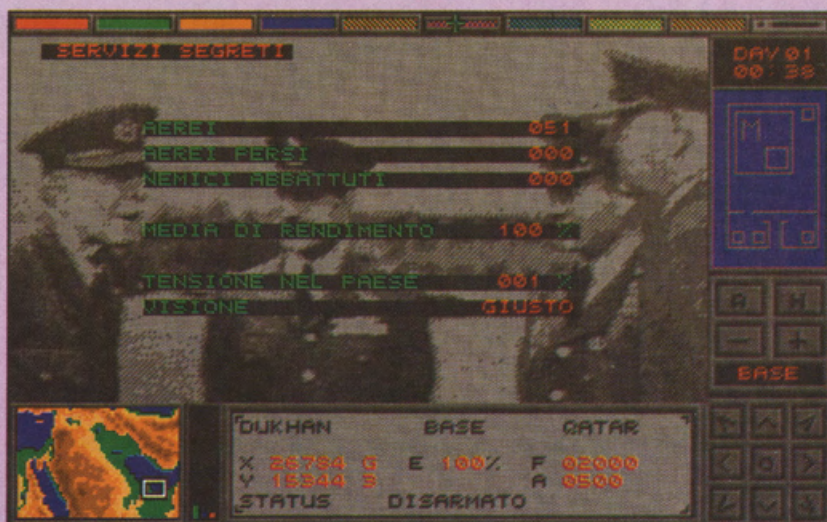 SERVIZI SEGRETI
DAY 01
00 38
AEREI 051
AEREI PERSI 000
NEMICI ABBATTUTI 000
MEDIA DI RENDIMENTO 100 %
TENSIONE NEL PAESE 001 %
VISIONE GIUSTO
M
A
-
+
BASE
DUKHAN BASE QATAR
X 26794 G E 100% F 02000
Y 15344 A 0500
STATUS DISARMATO